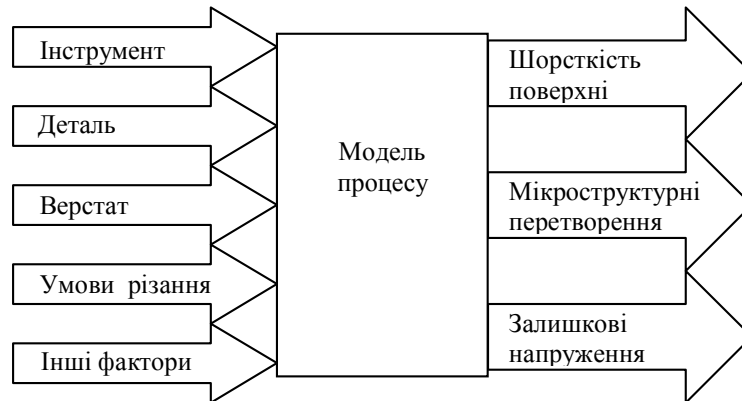 Інструмент
Деталь
Верстат
Умови різання
Інші фактори
Модель
процесу
Шорсткість
поверхні
Мікроструктурні
перетворення
Залишкові
напруження